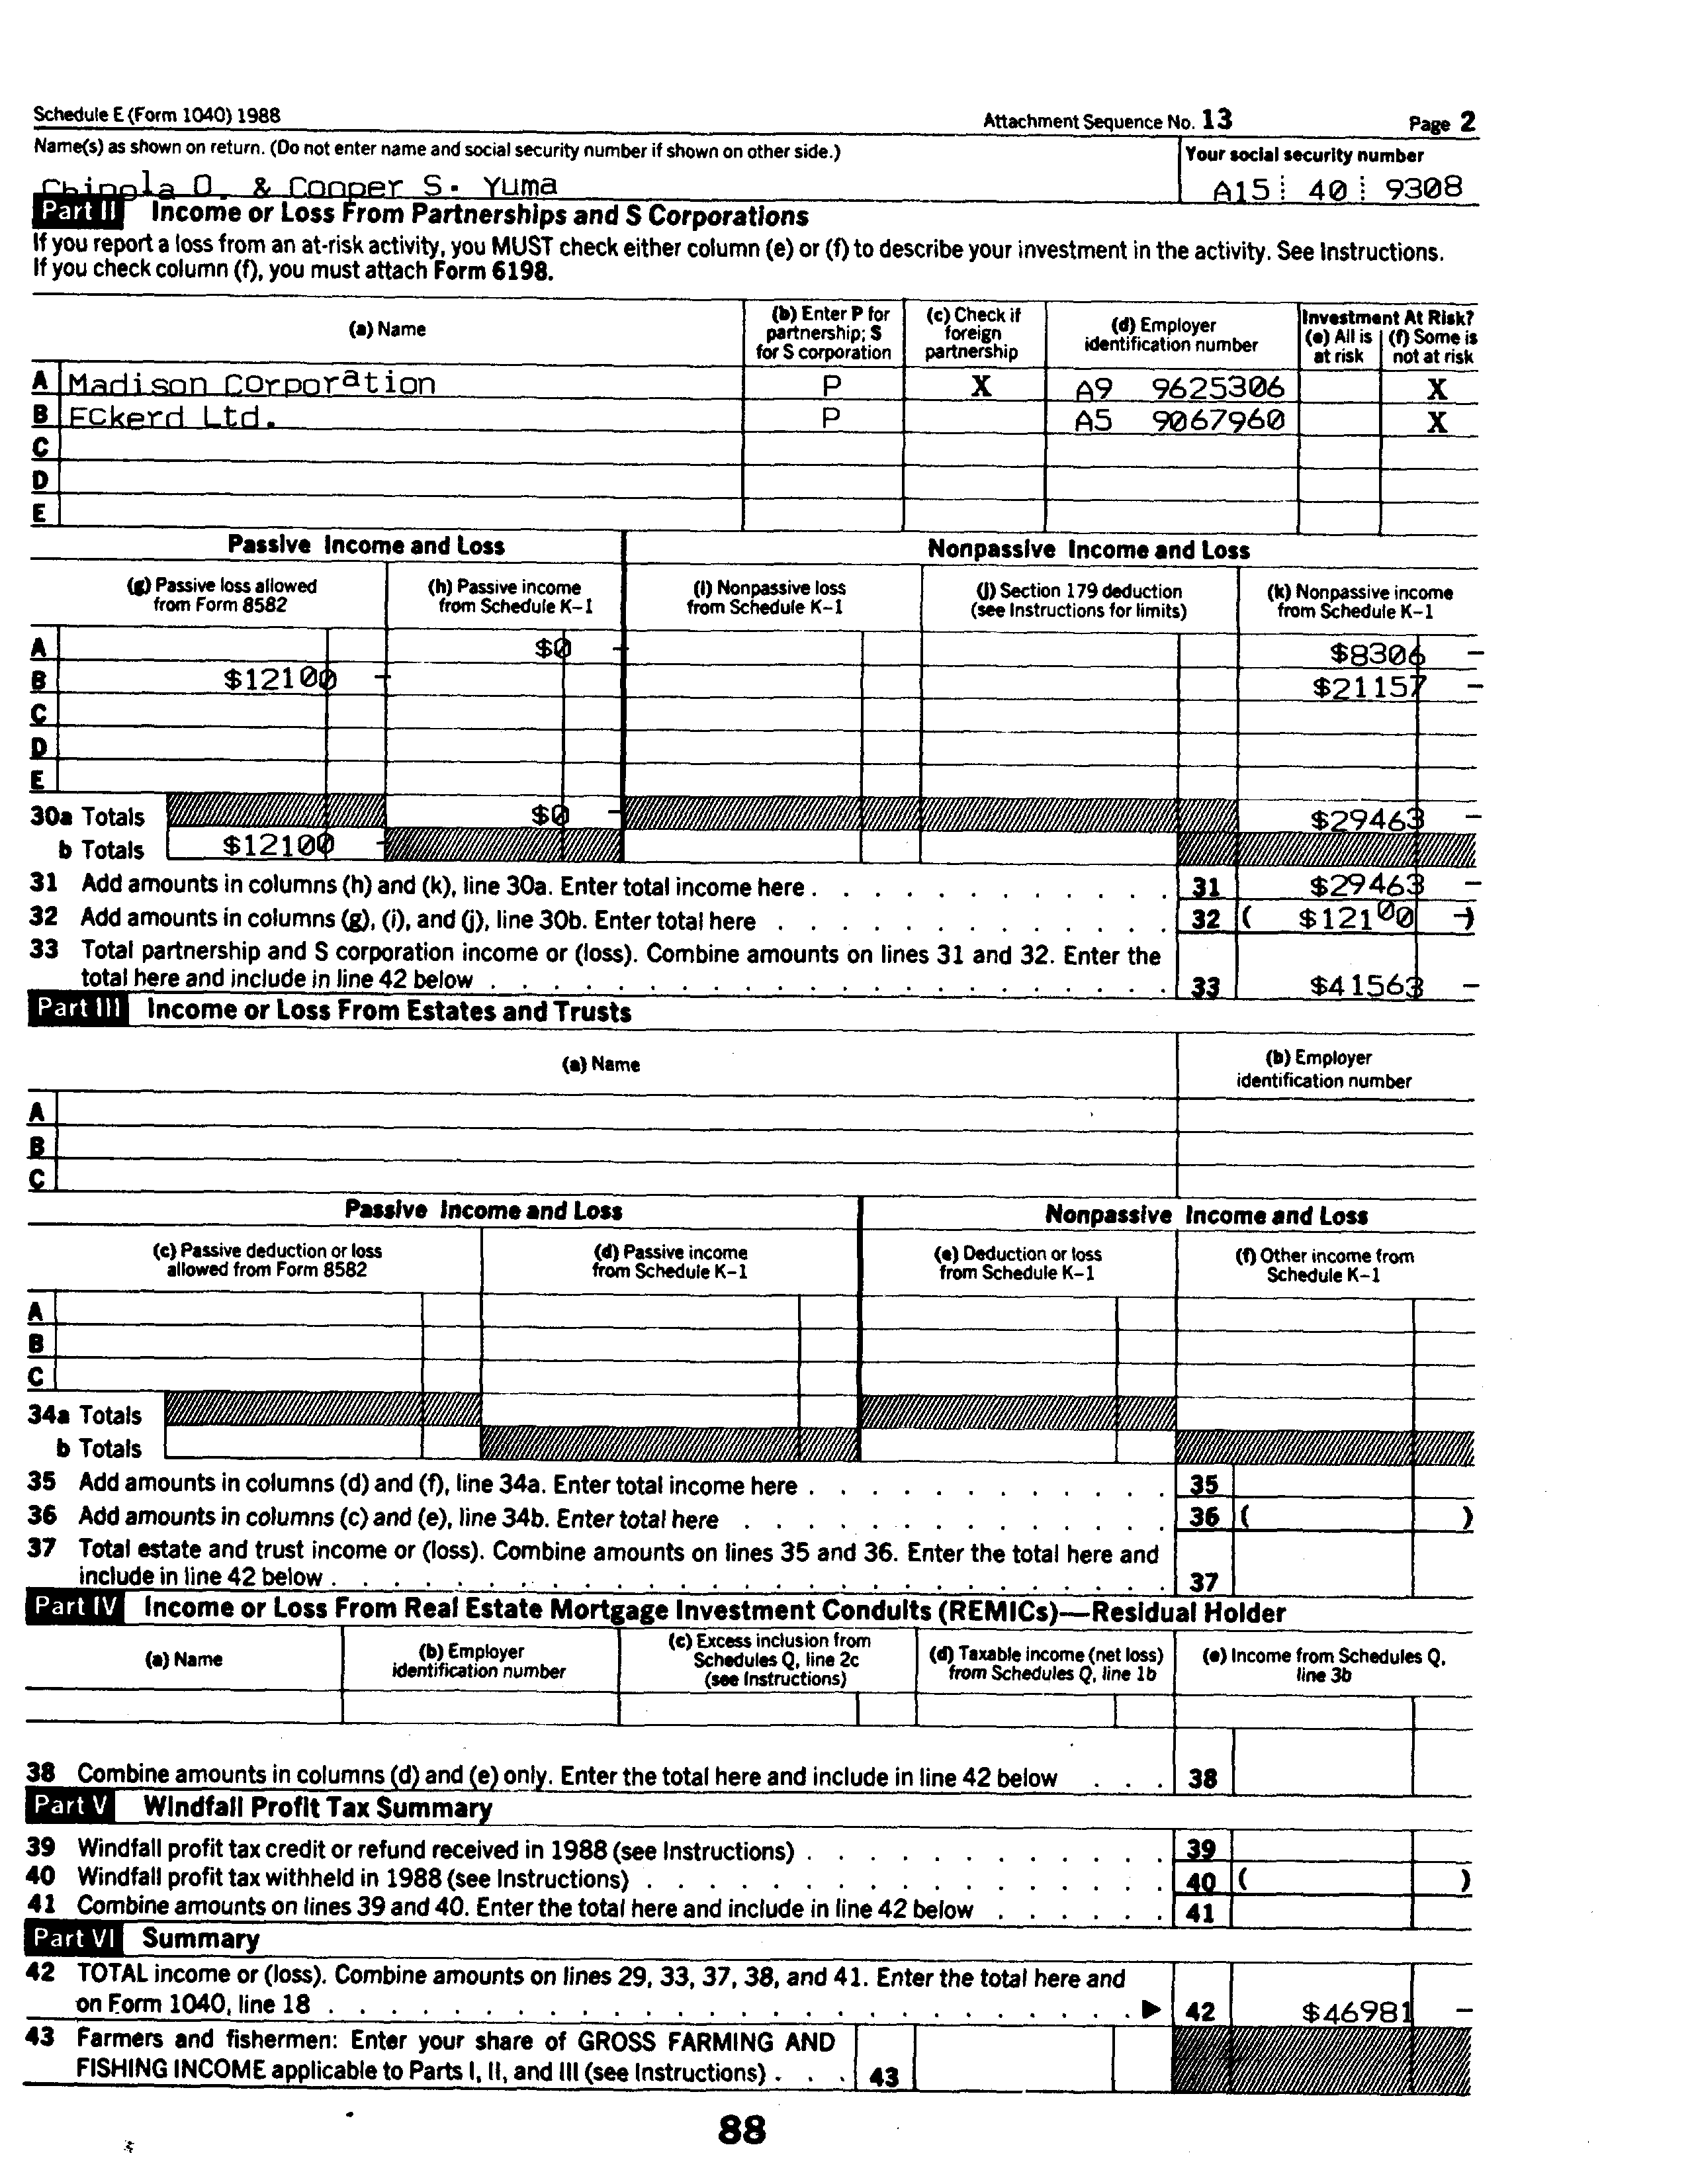 Schedule E (Form 1040) 1988 Attachment Sequence No. 13 Page 2
Name(s) as shown on return. (Do not enter name and social security number if shown on other side.) Your social security number
Chipola O. & Cooper S. Yuma A15 40 9308
Part II Income or Loss From Partnerships and S Corporations
If you report a loss from an at-risk activity, you MUST check either column (e) or (f) to describe your investment in the activity. See Instructions.
If you check column (f), you must attach Form 6198.
(a) Name (b) Enter P for partnership; S for S corporation (c) Check if foreign partnership (d) Employer identification number Investment At Risk? (e) All is at risk (f) Some is not at risk
A Madison Corporation P X A9 9625306 X
B Eckerd Ltd. P A5 9067960 X
C
D
E
Passive Income and Loss Nonpassive Income and Loss
(g) Passive loss allowed from Form 8582 (h) Passive income from Schedule K–1 (i) Nonpassive loss from Schedule K–1 (j) Section 179 deduction (see Instructions for limits) (k) Nonpassive income from Schedule K–1
A $0 – $8306 –
B $12100 – $21157 –
C
D
E
30a Totals $0 – $29463 –
b Totals $12100 –
31 Add amounts in columns (h) and (k), line 30a. Enter total income here . . . . . . . . . . . . 31 $29463 –
32 Add amounts in columns (g), (i), and (j), line 30b. Enter total here . . . . . . . . . . . . . 32 ( $12100 –)
33 Total partnership and S corporation income or (loss). Combine amounts on lines 31 and 32. Enter the
total here and include in line 42 below . . . . . . . . . . . . . . . . . . . . . . 33 $41563 –
Part III Income or Loss From Estates and Trusts
(a) Name (b) Employer identification number
A
B
C
Passive Income and Loss Nonpassive Income and Loss
(c) Passive deduction or loss allowed from Form 8582 (d) Passive income from Schedule K–1 (e) Deduction or loss from Schedule K–1 (f) Other income from Schedule K–1
A
B
C
34a Totals
b Totals
35 Add amounts in columns (d) and (f), line 34a. Enter total income here . . . . . . . . . . . . 35
36 Add amounts in columns (c) and (e), line 34b. Enter total here . . . . . . . . . . . . . . 36 ( )
37 Total estate and trust income or (loss). Combine amounts on lines 35 and 36. Enter the total here and
include in line 42 below . . . . . . . . . . . . . . . . . . . . . . . . . . . 37
Part IV Income or Loss From Real Estate Mortgage Investment Conduits (REMICs)—Residual Holder
(a) Name (b) Employer identification number (c) Excess inclusion from Schedules Q, line 2c (see Instructions) (d) Taxable income (net loss) from Schedules Q, line 1b (e) Income from Schedules Q, line 3b
38 Combine amounts in columns (d) and (e) only. Enter the total here and include in line 42 below . . . 38
Part V Windfall Profit Tax Summary
39 Windfall profit tax credit or refund received in 1988 (see Instructions) . . . . . . . . . . . . 39
40 Windfall profit tax withheld in 1988 (see Instructions) . . . . . . . . . . . . . . . . . 40 ( )
41 Combine amounts on lines 39 and 40. Enter the total here and include in line 42 below . . . . . . 41
Part VI Summary
42 TOTAL income or (loss). Combine amounts on lines 29, 33, 37, 38, and 41. Enter the total here and
on Form 1040, line 18 . . . . . . . . . . . . . . . . . . . . . . . . . . ▶ 42 $46981 –
43 Farmers and fishermen: Enter your share of GROSS FARMING AND
FISHING INCOME applicable to Parts I, II, and III (see Instructions) . . . 43
88